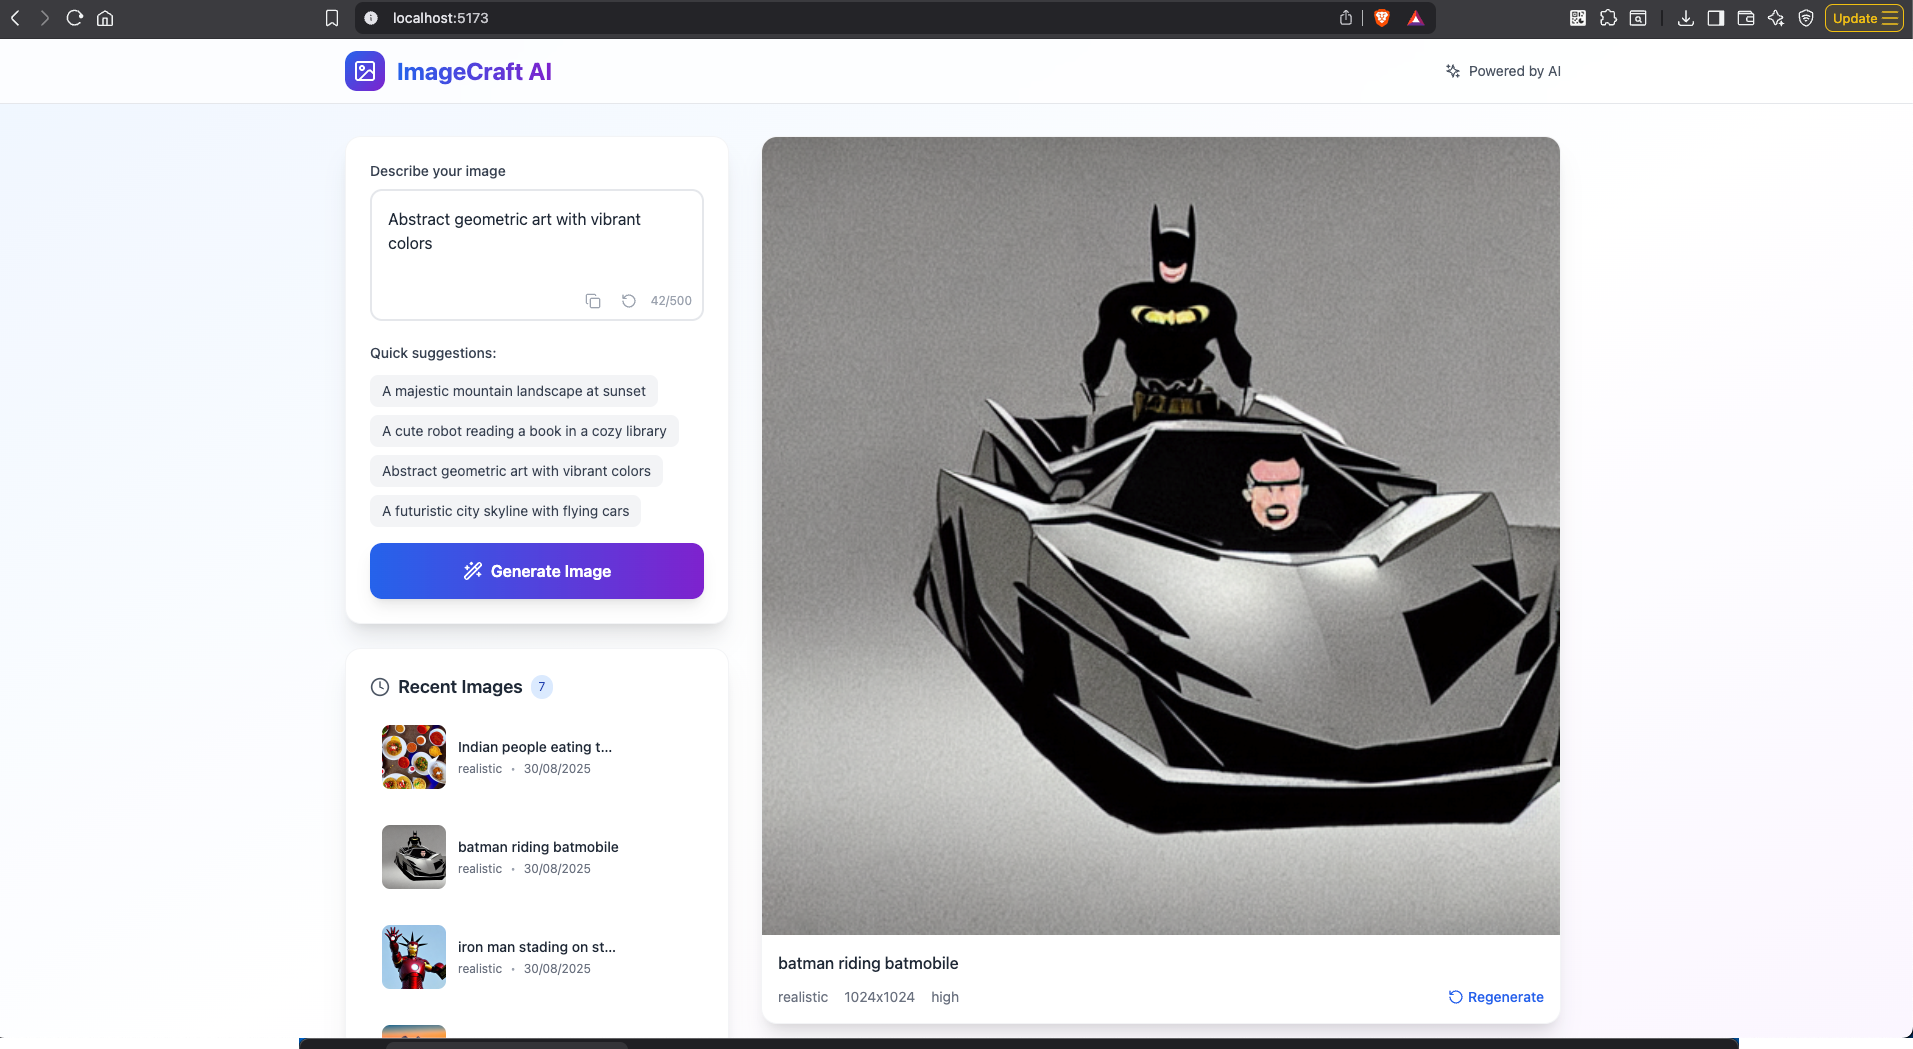 localhost:5173
Update
ImageCraft AI
Powered by AI
Describe your image
Abstract geometric art with vibrant
colors
42/500
Quick suggestions:
A majestic mountain landscape at sunset
A cute robot reading a book in a cozy library
Abstract geometric art with vibrant colors
A futuristic city skyline with flying cars
Generate Image
Recent Images 7
Indian people eating t...
realistic • 30/08/2025
batman riding batmobile
realistic • 30/08/2025
iron man stading on st...
realistic • 30/08/2025
batman riding batmobile
realistic 1024x1024 high
Regenerate